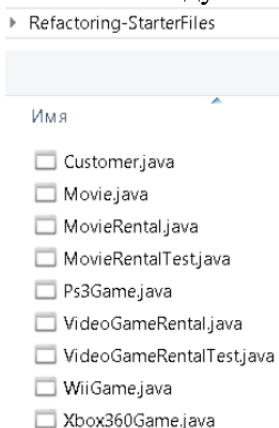 Refactoring-StarterFiles
Имя
Customer.java
Movie.java
MovieRental.java
MovieRentalTest.java
Ps3Game.java
VideoGameRental.java
VideoGameRentalTest.java
WiiGame.java
Xbox360Game.java